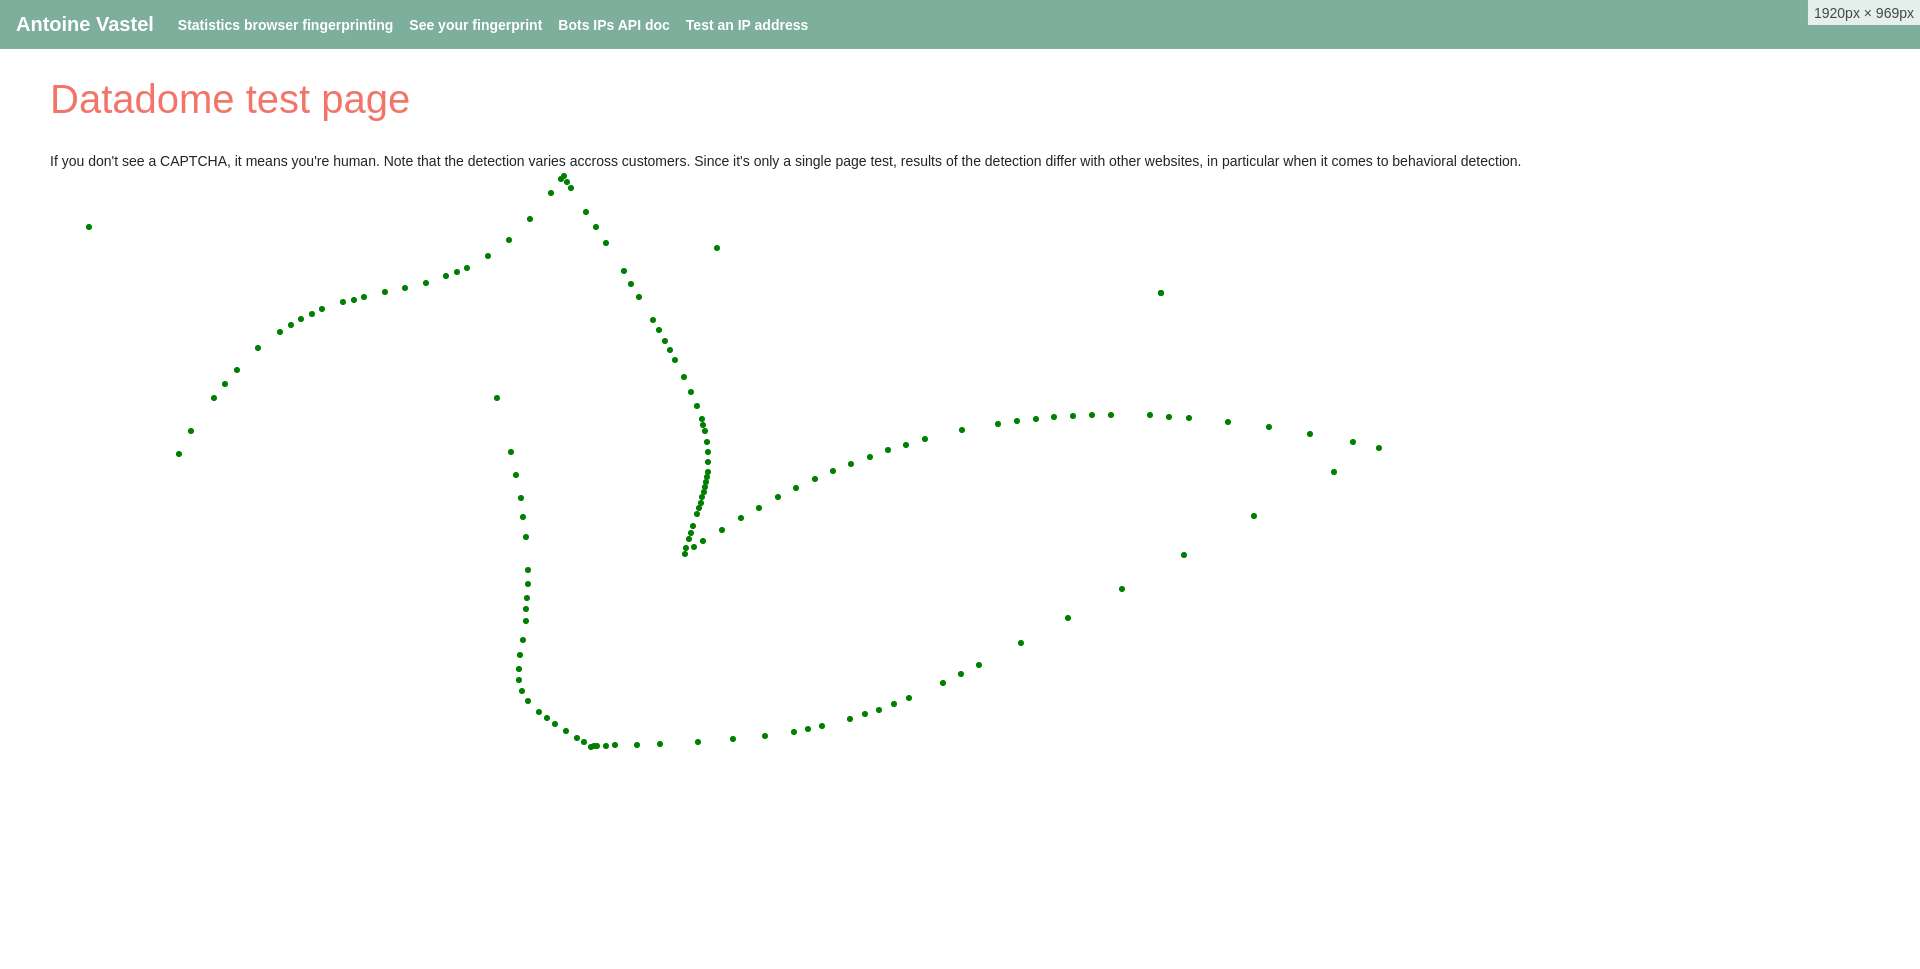 Antoine Vastel Statistics browser fingerprinting See your fingerprint Bots IPs API doc Test an IP address
1920px × 969px
Datadome test page
If you don't see a CAPTCHA, it means you're human. Note that the detection varies accross customers. Since it's only a single page test, results of the detection differ with other websites, in particular when it comes to behavioral detection.